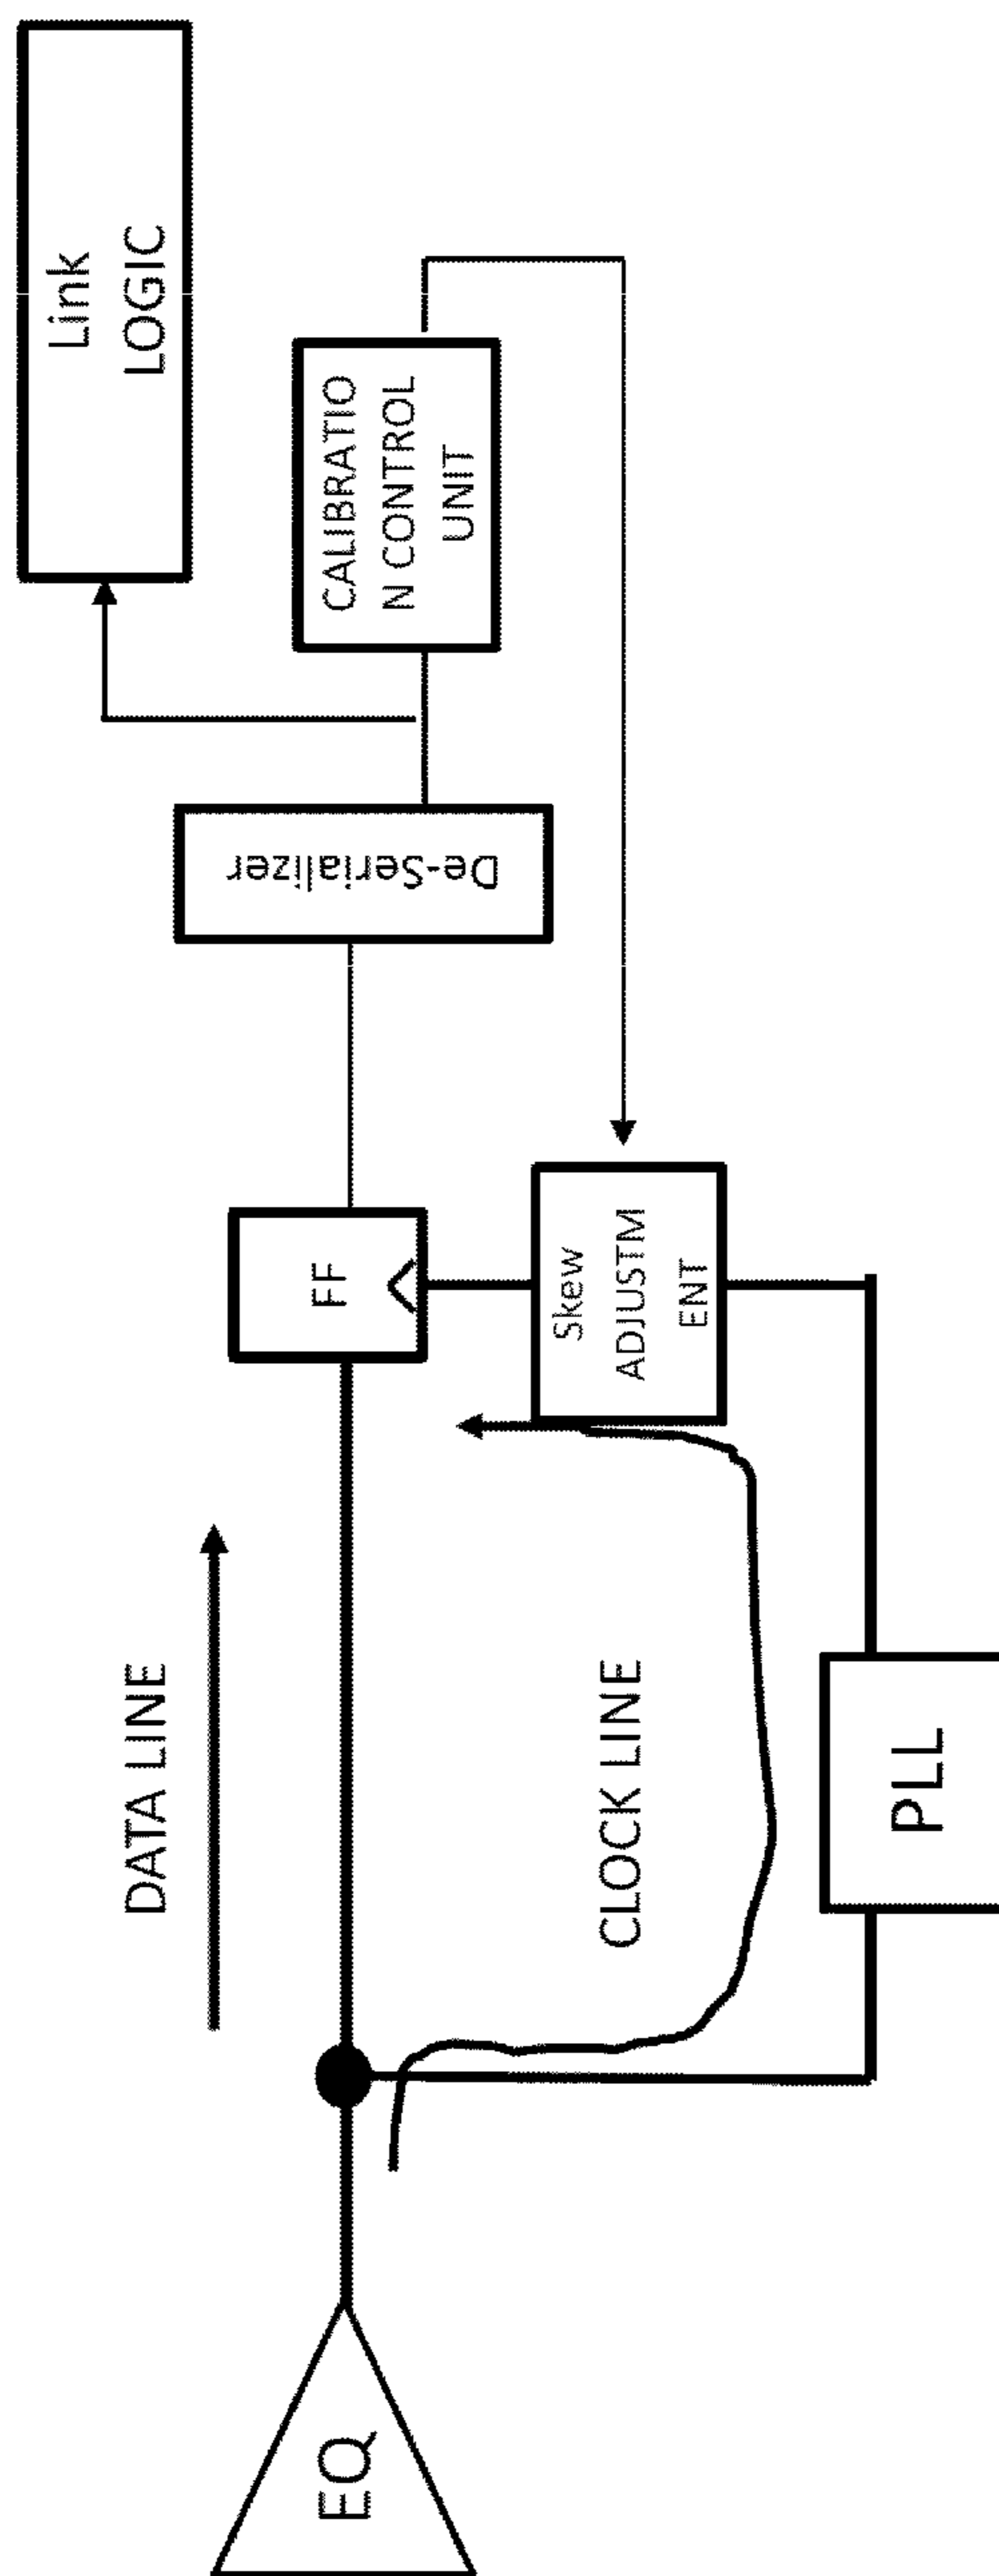 Link
LOGIC
CALIBRATIO
N CONTROL
UNIT
De-Serializer
FF
Skew
ADJUSTM
ENT
DATA LINE
CLOCK LINE
PLL
EQ